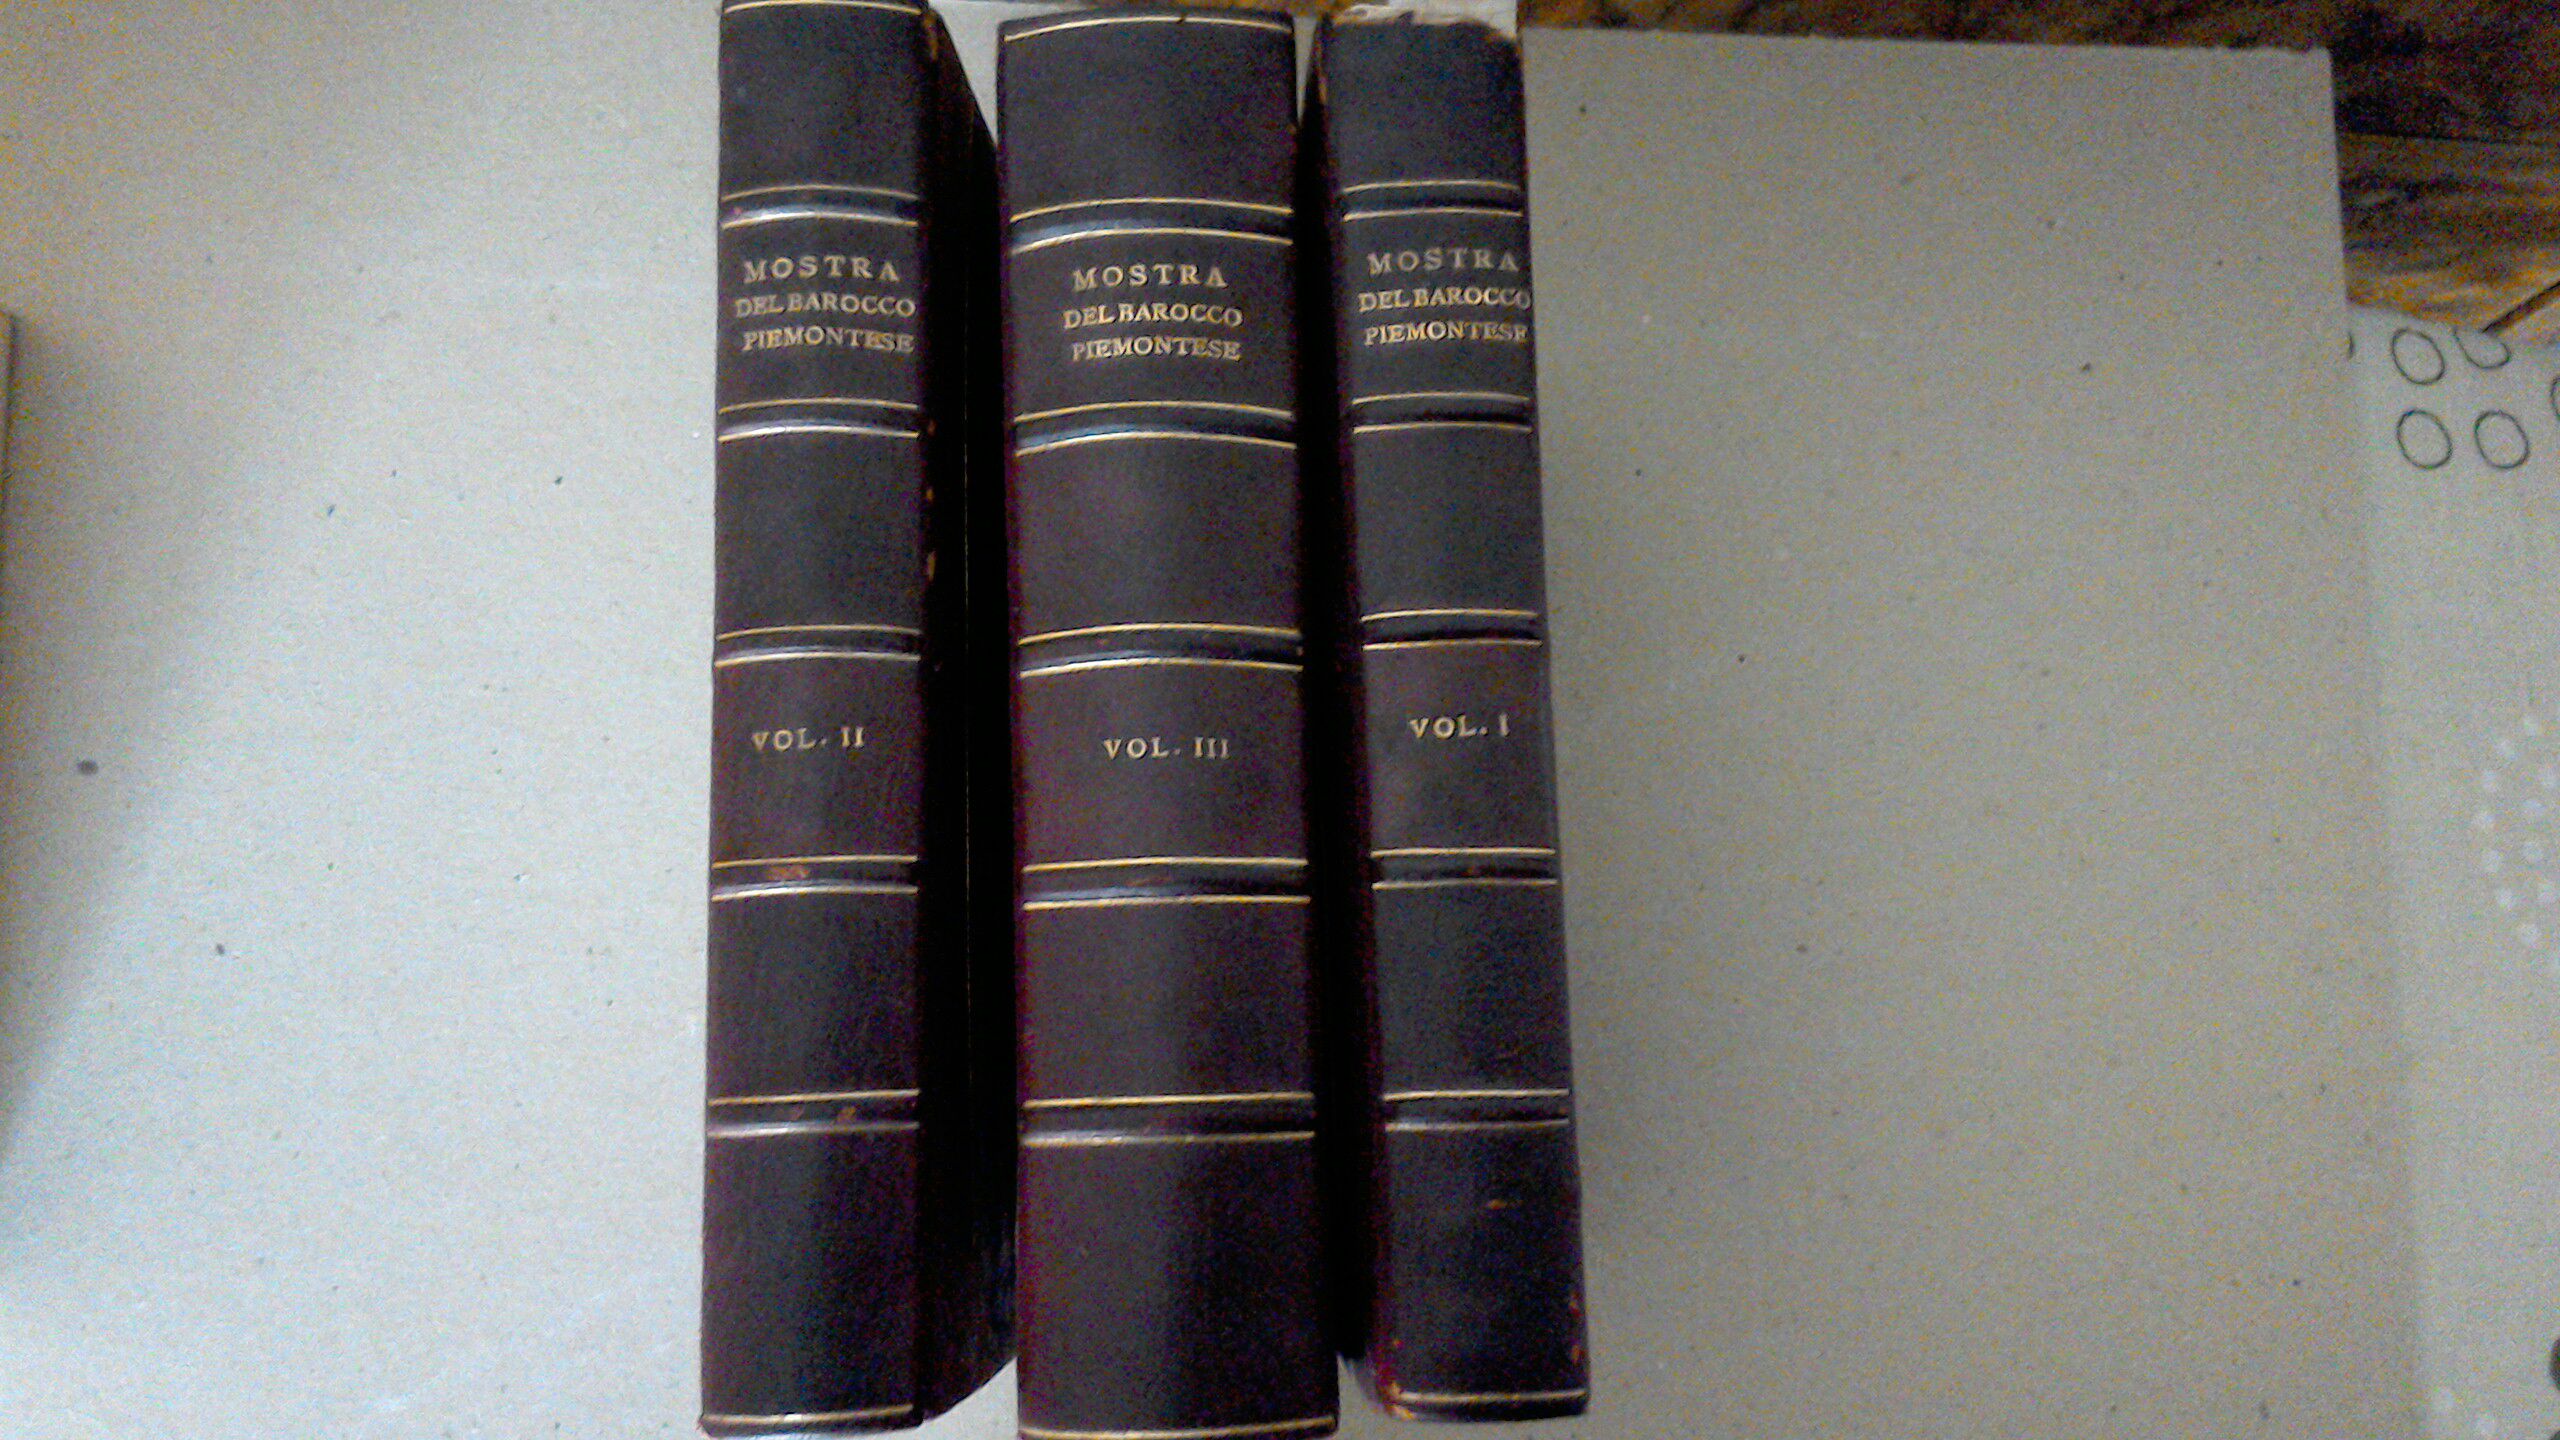 MOSTRA
DEL BAROCCO
PIEMONTESE
VOL. II
MOSTRA
DEL BAROCCO
PIEMONTESE
VOL. III
MOSTRA
DEL BAROCCO
PIEMONTESE
VOL. I